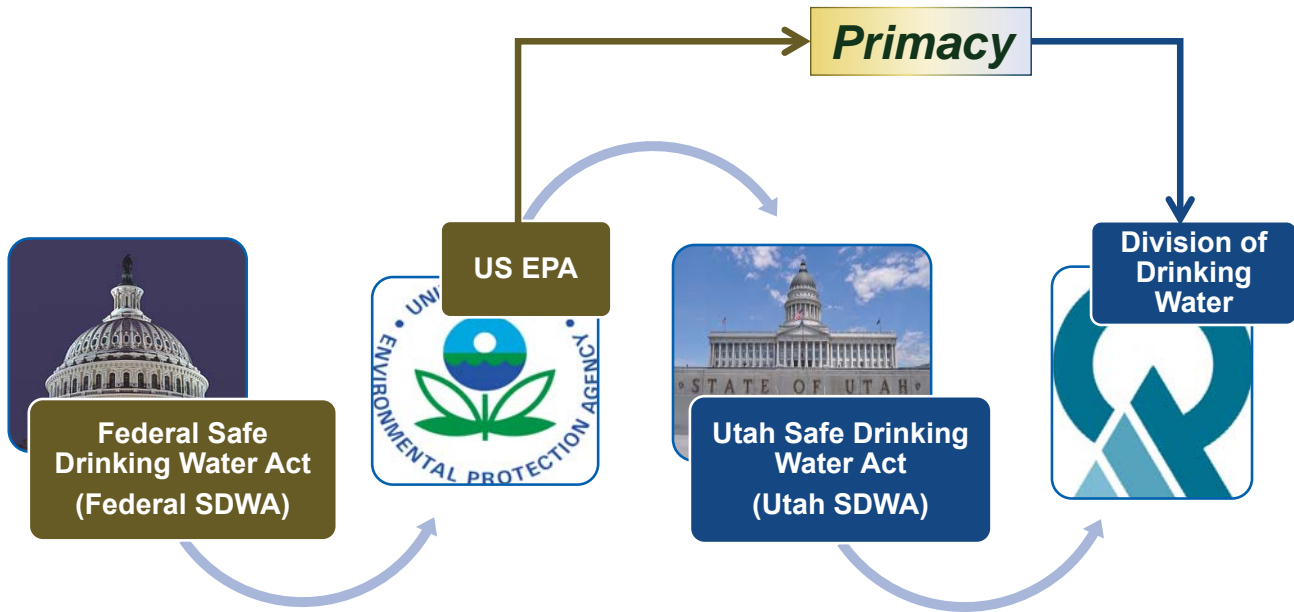 Primacy
US EPA
Division of
Drinking
Water
UNI
ENVIRONMENTAL PROTECTION AGENCY
STATE OF UTAH
Federal Safe
Drinking Water Act
(Federal SDWA)
Utah Safe Drinking
Water Act
(Utah SDWA)